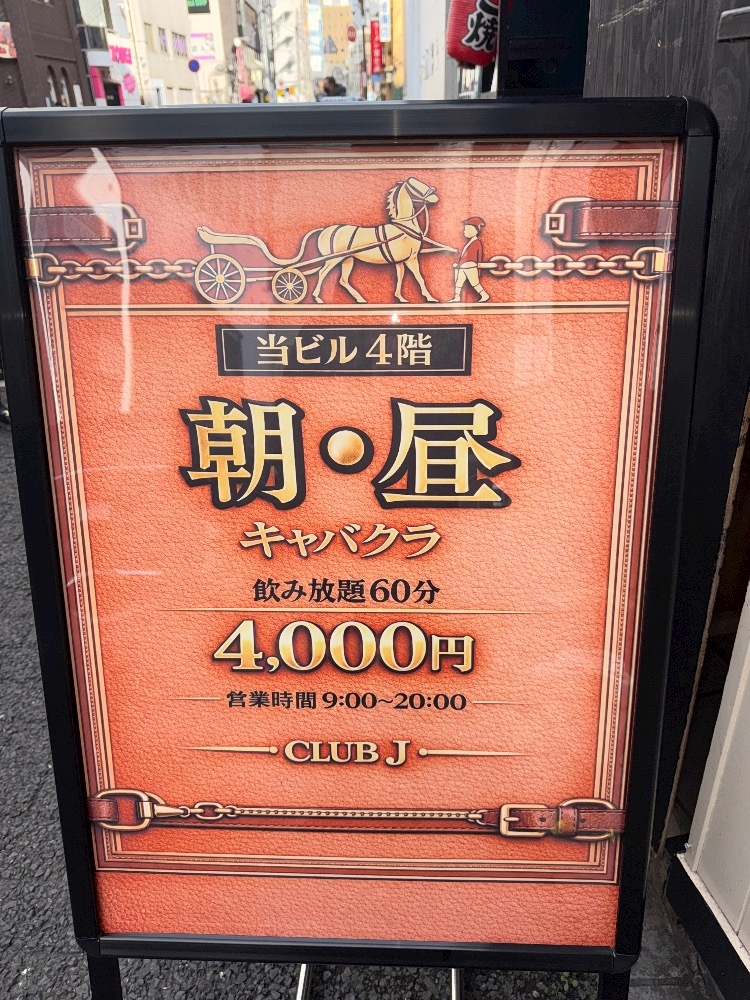 当ビル4階
朝・昼
キャバクラ
飲み放題60分
4,000円
営業時間 9:00~20:00
CLUB J
焼